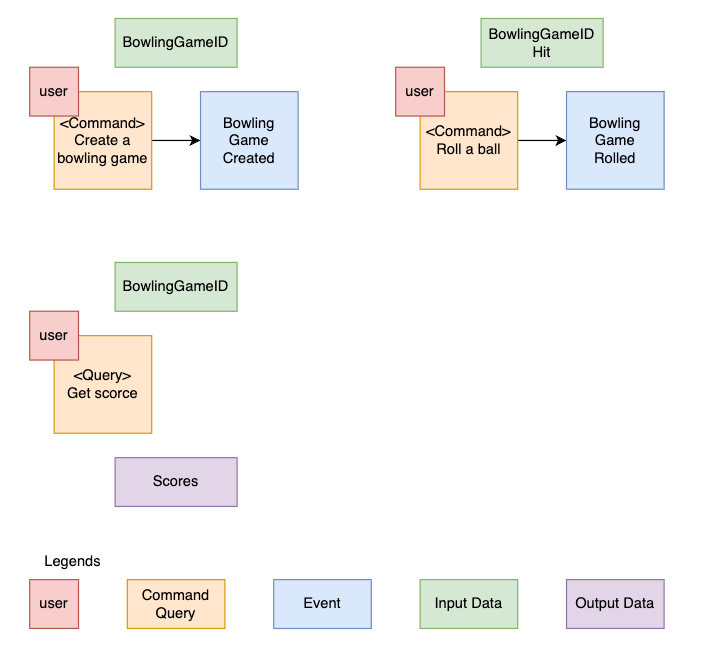 BowlingGameID
user
<Command>
Create a
bowling game
Bowling
Game
Created
BowlingGameID
Hit
user
<Command>
Roll a ball
Bowling
Game
Rolled
BowlingGameID
user
<Query>
Get scorce
Scores
Legends
user
Command
Query
Event
Input Data
Output Data